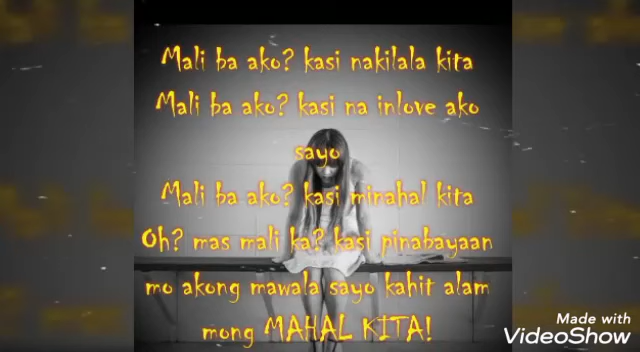 Mali ba ako? kasi nakilala kita
Mali ba ako? kasi na inlove ako
sayo
Mali ba ako? kasi minahal kita
Oh? mas mali ka? kasi pinabayaan
mo akong mawala sayo kahit alam
mong MAHAL KITA!
Made with
VideoShow